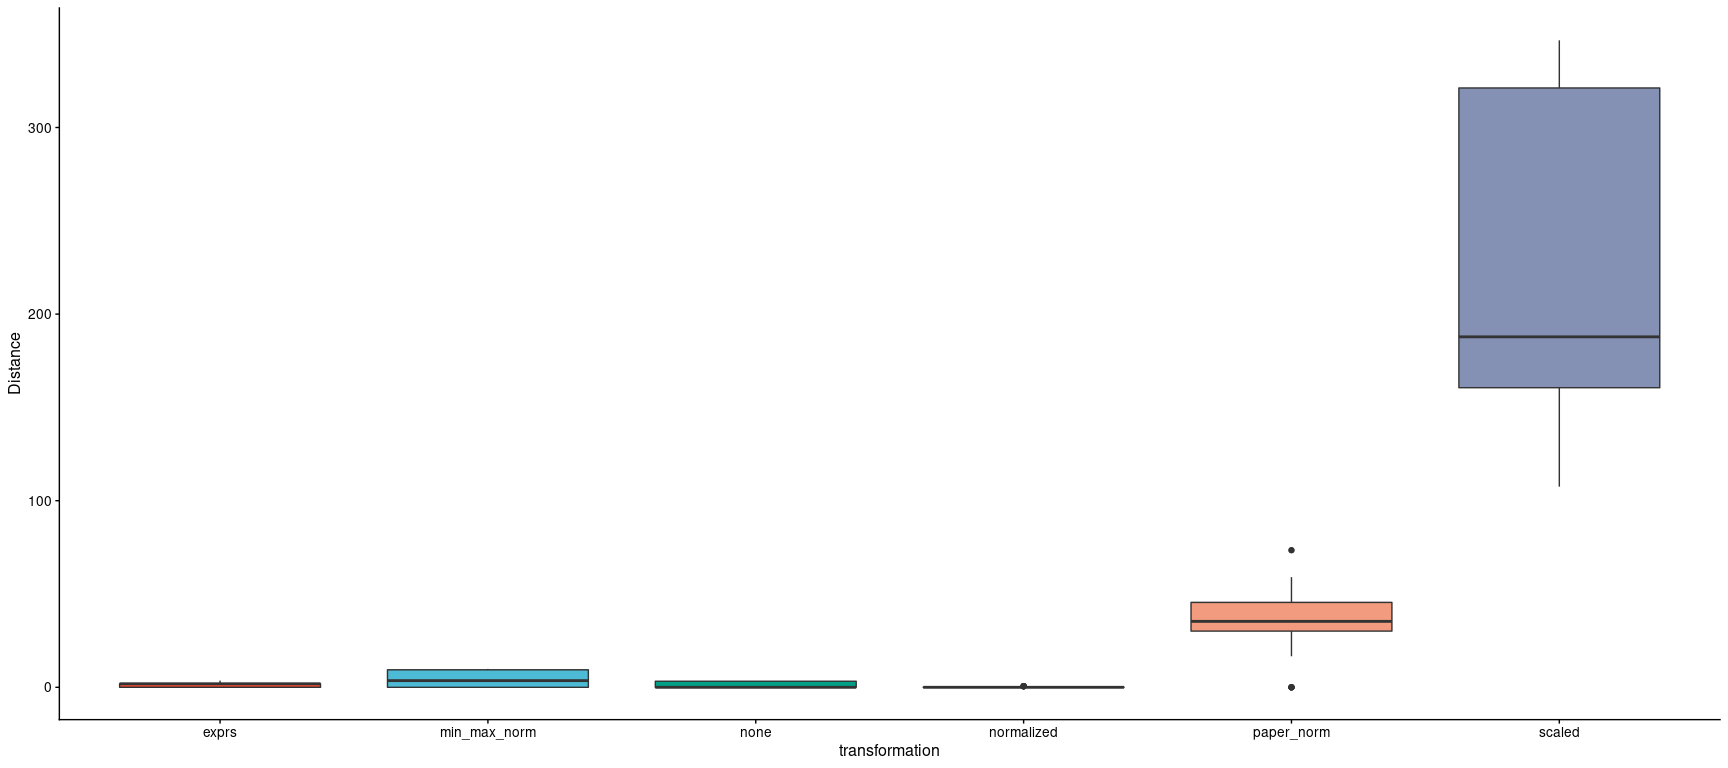 300
200
100
0
Distance
exprs
min_max_norm
none
normalized
paper_norm
scaled
transformation